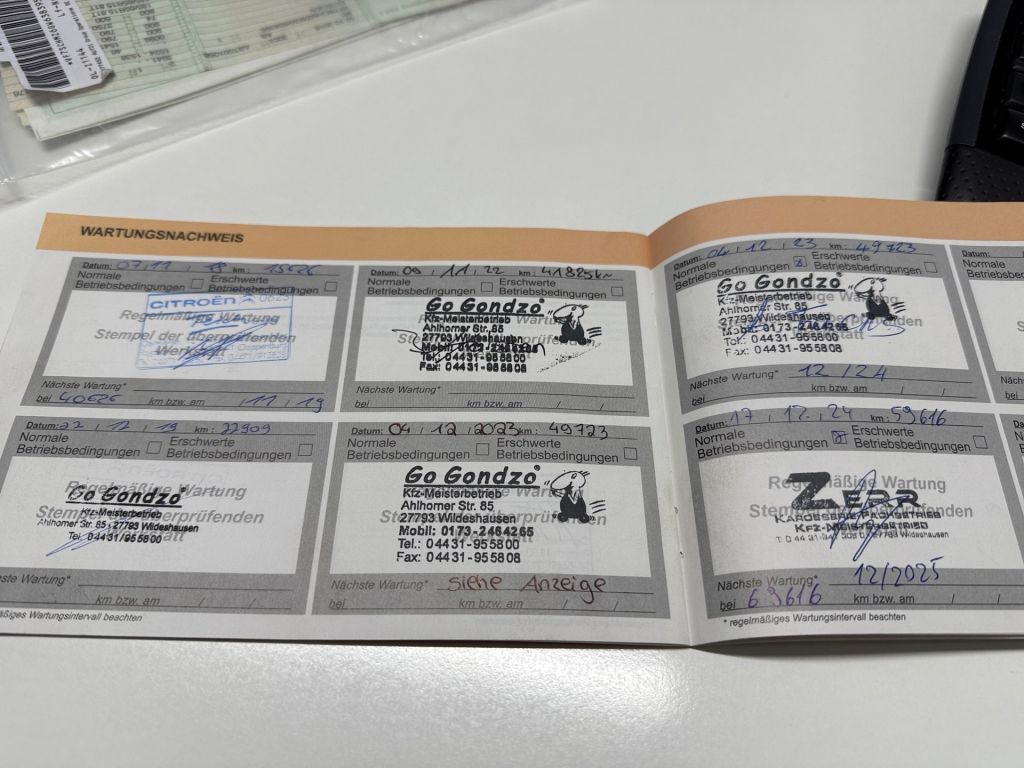 WARTUNGSNACHWEIS
Datum: 07, 11, 18 km: 15626
Normale Betriebsbedingungen
Erschwerte Betriebsbedingungen
CITROËN
Regelmäßige Wartung
Stempel der überprüfenden
Werkstatt
Nächste Wartung*
bei 40626 km bzw. am / 11 / 19
Datum: 22, 12, 19 km: 22909
Normale Betriebsbedingungen
Erschwerte Betriebsbedingungen
Go Gondzo
Kfz-Meisterbetrieb
Ahlhorner Str. 85, 27793 Wildeshausen
Tel. 04431/955800
Nächste Wartung*
km bzw. am / /
Datum: 09, 11, 22 km: 41825km
Normale Betriebsbedingungen
Erschwerte Betriebsbedingungen
Go Gondzo
Kfz-Meisterbetrieb
Ahlhorner Str. 85
27793 Wildeshausen
Tel.: 04431-955800
Fax: 04431-955808
Nächste Wartung*
bei km bzw. am / /
Datum: 04, 12, 2023 km: 49723
Normale Betriebsbedingungen
Erschwerte Betriebsbedingungen
Go Gondzo
Kfz-Meisterbetrieb
Ahlhorner Str. 85
27793 Wildeshausen
Mobil: 0173-2464265
Tel.: 04431-955800
Fax: 04431-955808
Nächste Wartung* siehe Anzeige
bei km bzw. am / /
Datum: 04, 12, 23 km: 49723
Normale Betriebsbedingungen
Erschwerte Betriebsbedingungen
Go Gondzo
Kfz-Meisterbetrieb
Ahlhorner Str. 85
27793 Wildeshausen
Mobil: 0173-2464265
Tel.: 04431-955800
Fax: 04431-955808
Nächste Wartung* 12/24
bei km bzw. am / /
Datum: 17, 12, 24 km: 59616
Normale Betriebsbedingungen
Erschwerte Betriebsbedingungen
Regelmäßige Wartung
ZERR
KAROSSERIE-FACHBETRIEB
KFZ-MEISTERBETRIEB
27793 Wildeshausen
Nächste Wartung* 12/2025
bei 69616 km bzw. am / /
* regelmäßiges Wartungsintervall beachten